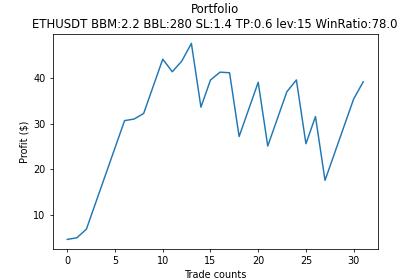 Portfolio
ETHUSDT BBM:2.2 BBL:280 SL:1.4 TP:0.6 lev:15 WinRatio:78.0
40
30
20
10
Profit ($)
0 5 10 15 20 25 30
Trade counts